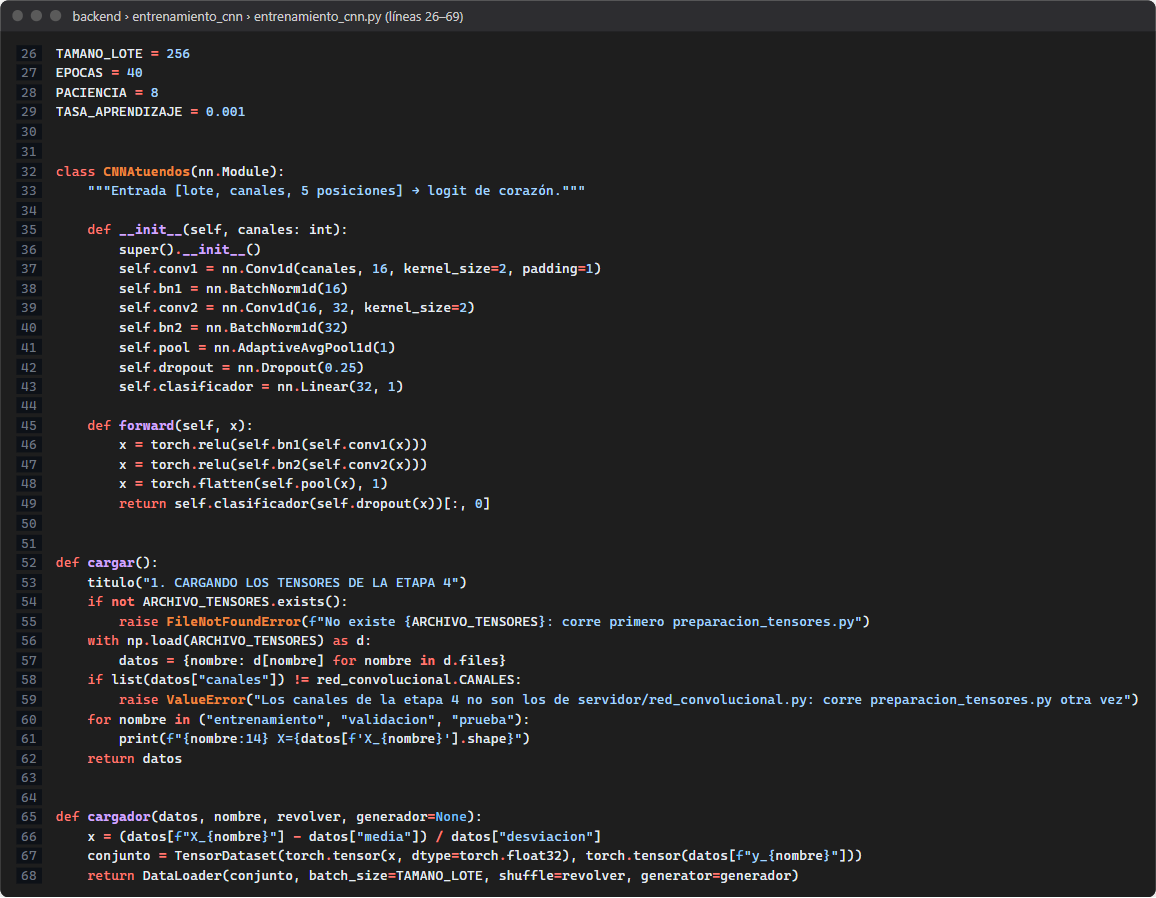 backend › entrenamiento_cnn › entrenamiento_cnn.py (líneas 26–69)
26 TAMANO_LOTE = 256
27 EPOCAS = 40
28 PACIENCIA = 8
29 TASA_APRENDIZAJE = 0.001
30
31
32 class CNNAtuendos(nn.Module):
33     """Entrada [lote, canales, 5 posiciones] → logit de corazón."""
34
35     def __init__(self, canales: int):
36         super().__init__()
37         self.conv1 = nn.Conv1d(canales, 16, kernel_size=2, padding=1)
38         self.bn1 = nn.BatchNorm1d(16)
39         self.conv2 = nn.Conv1d(16, 32, kernel_size=2)
40         self.bn2 = nn.BatchNorm1d(32)
41         self.pool = nn.AdaptiveAvgPool1d(1)
42         self.dropout = nn.Dropout(0.25)
43         self.clasificador = nn.Linear(32, 1)
44
45     def forward(self, x):
46         x = torch.relu(self.bn1(self.conv1(x)))
47         x = torch.relu(self.bn2(self.conv2(x)))
48         x = torch.flatten(self.pool(x), 1)
49         return self.clasificador(self.dropout(x))[:, 0]
50
51
52 def cargar():
53     titulo("1. CARGANDO LOS TENSORES DE LA ETAPA 4")
54     if not ARCHIVO_TENSORES.exists():
55         raise FileNotFoundError(f"No existe {ARCHIVO_TENSORES}: corre primero preparacion_tensores.py")
56     with np.load(ARCHIVO_TENSORES) as d:
57         datos = {nombre: d[nombre] for nombre in d.files}
58     if list(datos["canales"]) != red_convolucional.CANALES:
59         raise ValueError("Los canales de la etapa 4 no son los de servidor/red_convolucional.py: corre preparacion_tensores.py otra vez")
60     for nombre in ("entrenamiento", "validacion", "prueba"):
61         print(f"{nombre:14} X={datos[f'X_{nombre}'].shape}")
62     return datos
63
64
65 def cargador(datos, nombre, revolver, generador=None):
66     x = (datos[f"X_{nombre}"] - datos["media"]) / datos["desviacion"]
67     conjunto = TensorDataset(torch.tensor(x, dtype=torch.float32), torch.tensor(datos[f"y_{nombre}"]))
68     return DataLoader(conjunto, batch_size=TAMANO_LOTE, shuffle=revolver, generator=generador)